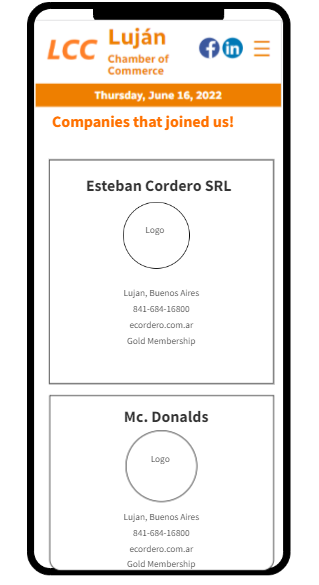 LCC
Luján
Chamber of
Commerce
f in
Thursday, June 16, 2022
Companies that joined us!
Esteban Cordero SRL
Logo
Lujan, Buenos Aires
841-684-16800
ecordero.com.ar
Gold Membership
Mc. Donalds
Logo
Lujan, Buenos Aires
841-684-16800
ecordero.com.ar
Gold Membership